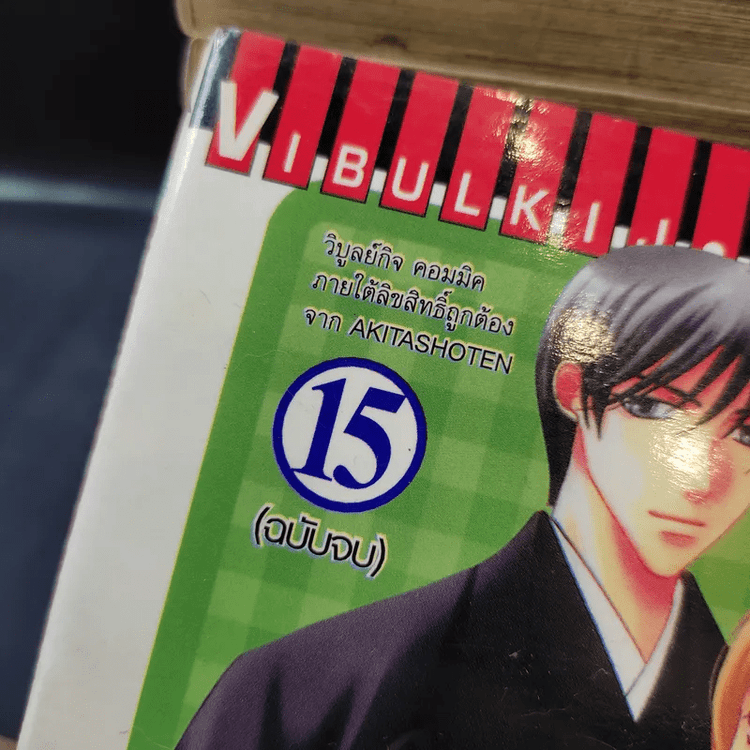 VIBULKIJ
วิบูลย์กิจ คอมมิค
ภายใต้ลิขสิทธิ์ถูกต้อง
จาก AKITASHOTEN
15
(ฉบับจบ)